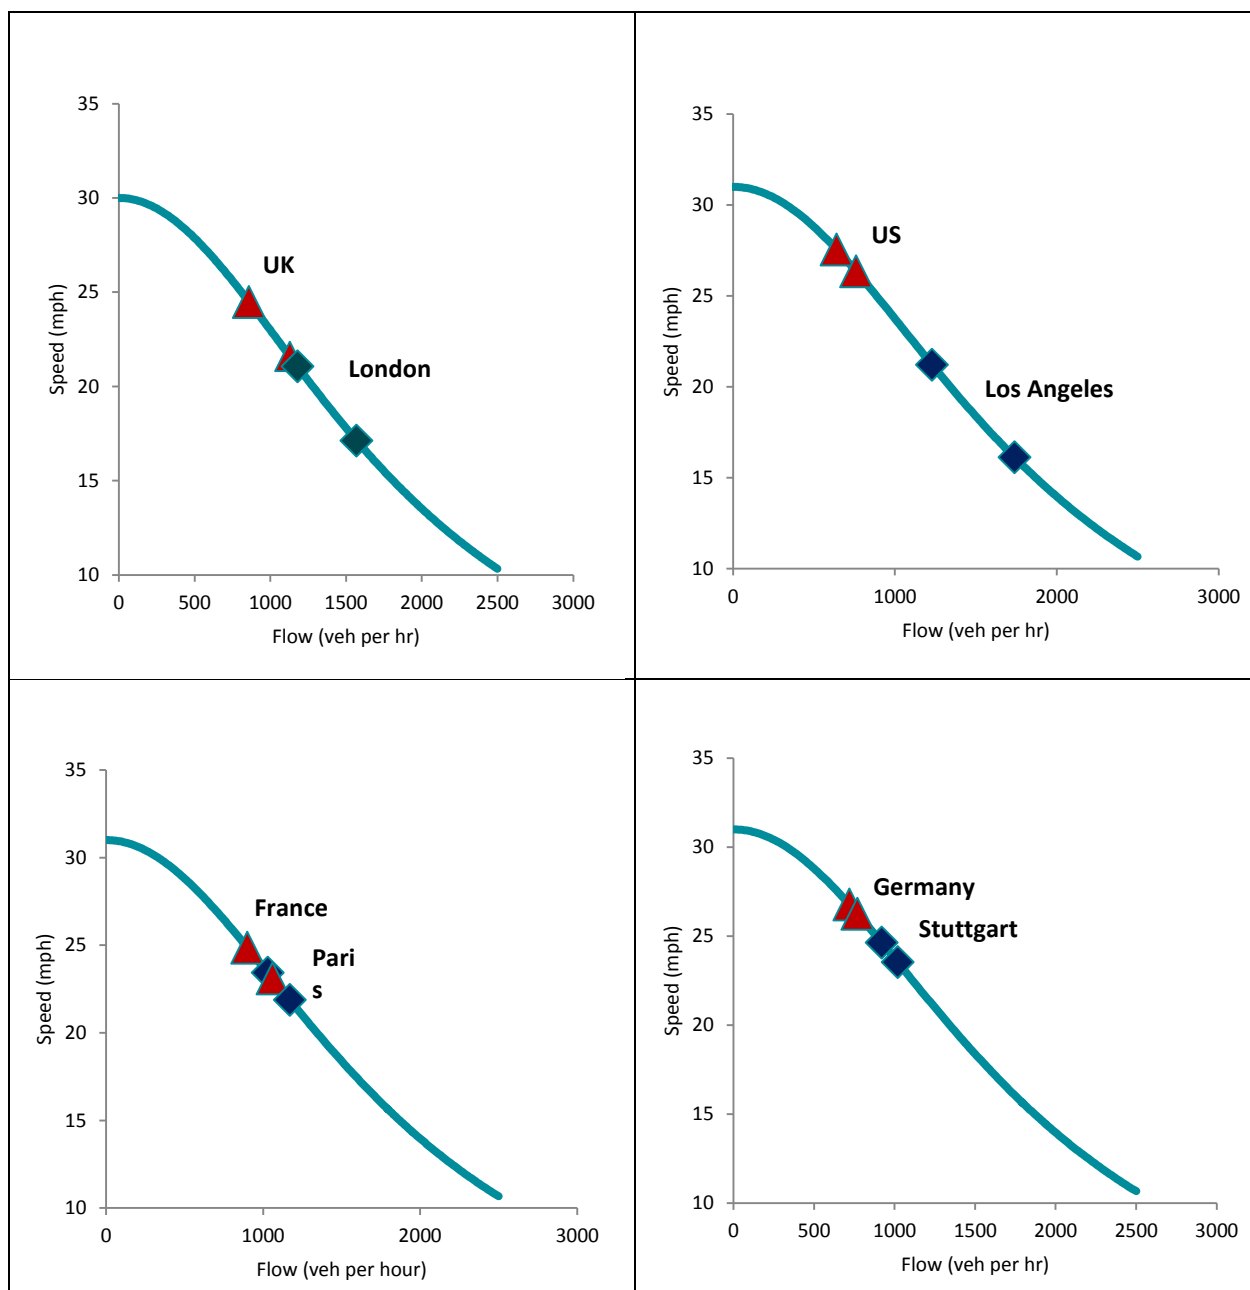 35
30
25
20
15
10
Speed (mph)
UK
London
0 500 1000 1500 2000 2500 3000
Flow (veh per hr)
35
30
25
20
15
10
Speed (mph)
US
Los Angeles
0 1000 2000 3000
Flow (veh per hr)
35
30
25
20
15
10
Speed (mph)
France
Pari
s
0 1000 2000 3000
Flow (veh per hour)
35
30
25
20
15
10
Speed (mph)
Germany
Stuttgart
0 500 1000 1500 2000 2500 3000
Flow (veh per hr)